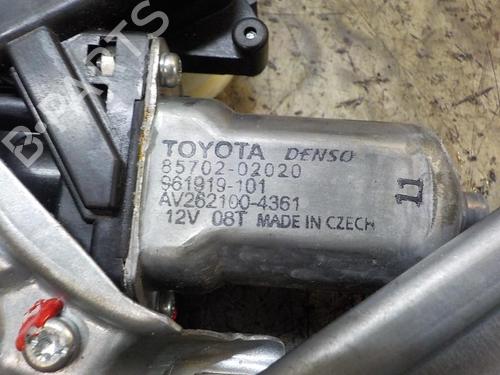 B-PARTS
TOYOTA DENSO
85702-02020
961919-101
AV262100-4361
12V 08T MADE IN CZECH
11